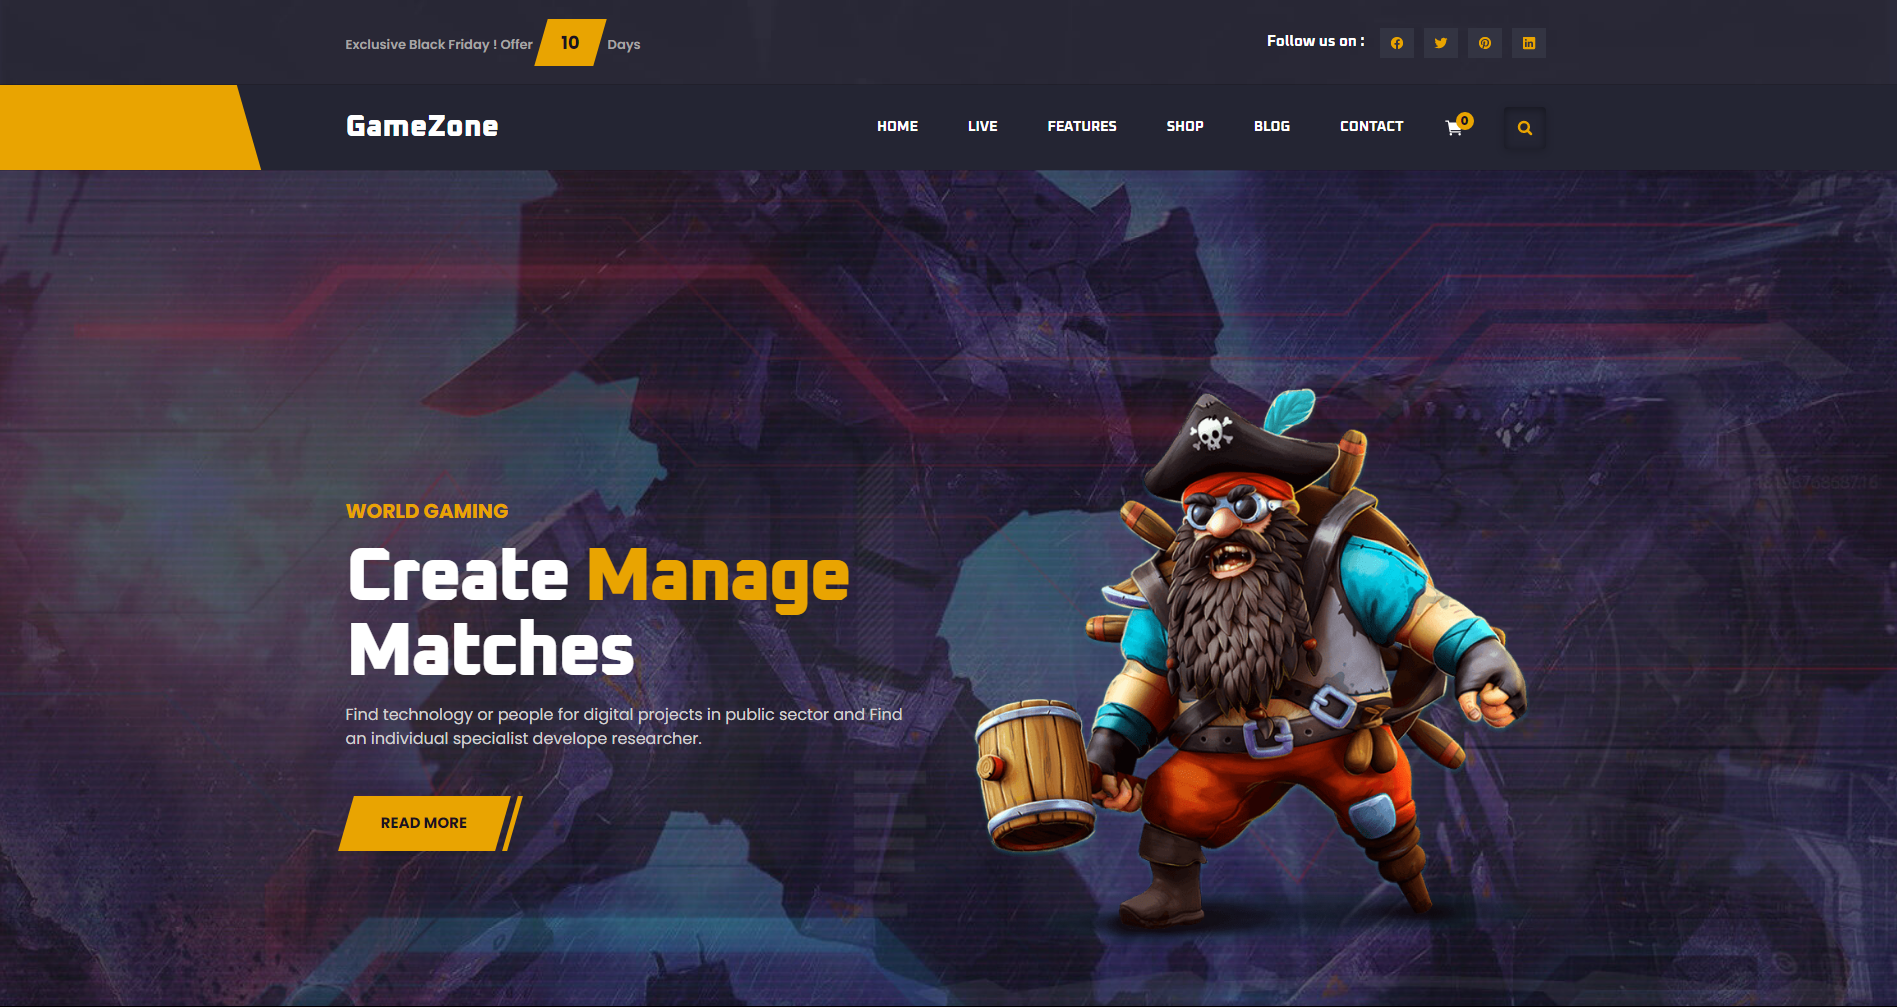 Exclusive Black Friday ! Offer 10 Days
Follow us on :
GameZone
HOME LIVE FEATURES SHOP BLOG CONTACT 0
WORLD GAMING
Create Manage
Matches
Find technology or people for digital projects in public sector and Find
an individual specialist develope researcher.
READ MORE